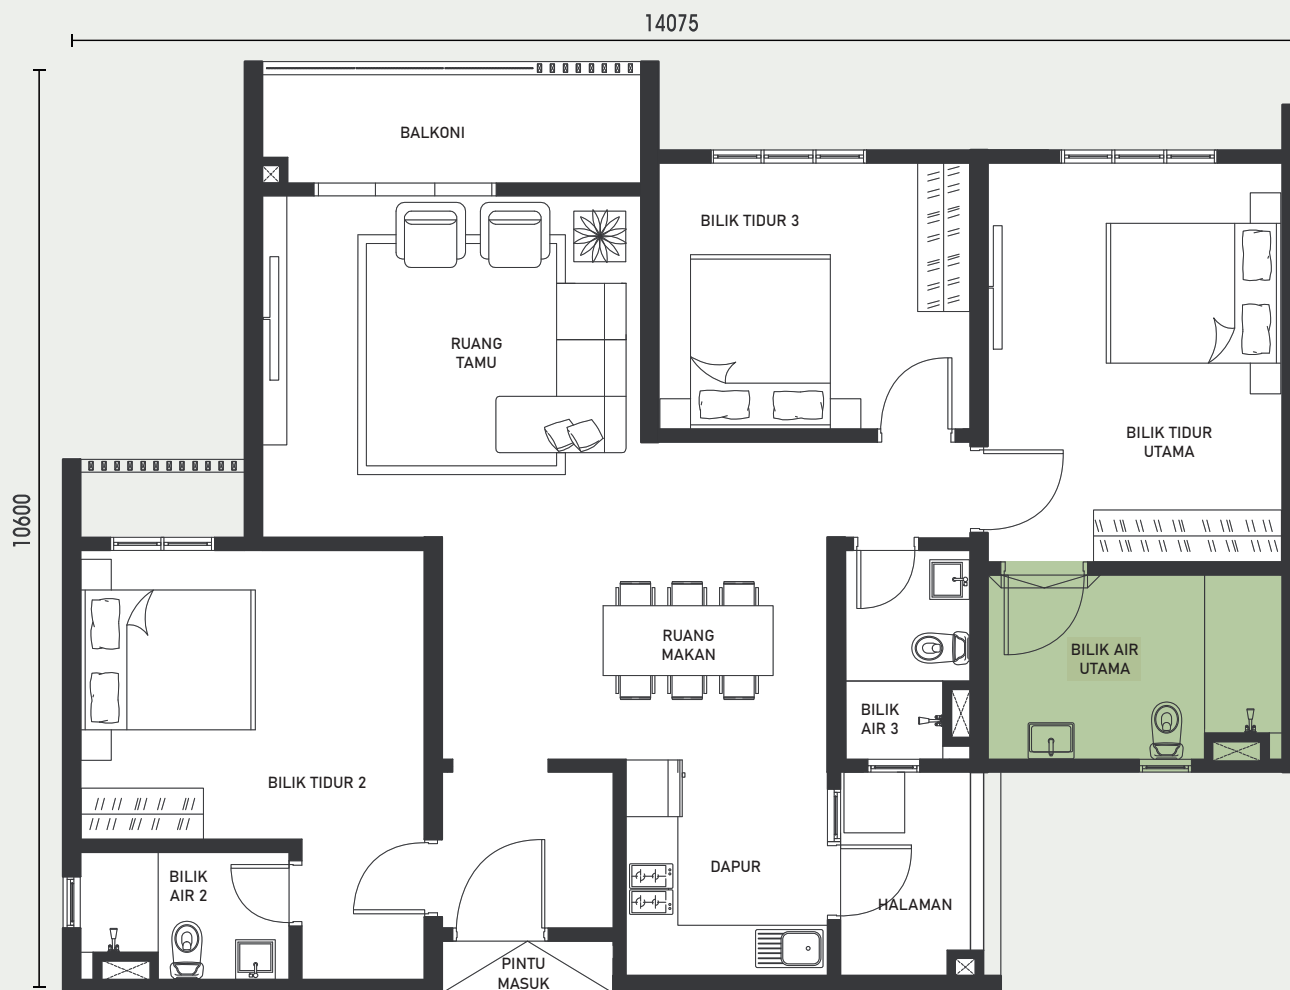 14075
BALKONI
BILIK TIDUR 3
RUANG
TAMU
BILIK TIDUR
UTAMA
10600
RUANG
MAKAN
BILIK AIR
UTAMA
BILIK
AIR 3
BILIK TIDUR 2
DAPUR
BILIK
AIR 2
HALAMAN
PINTU
MASUK